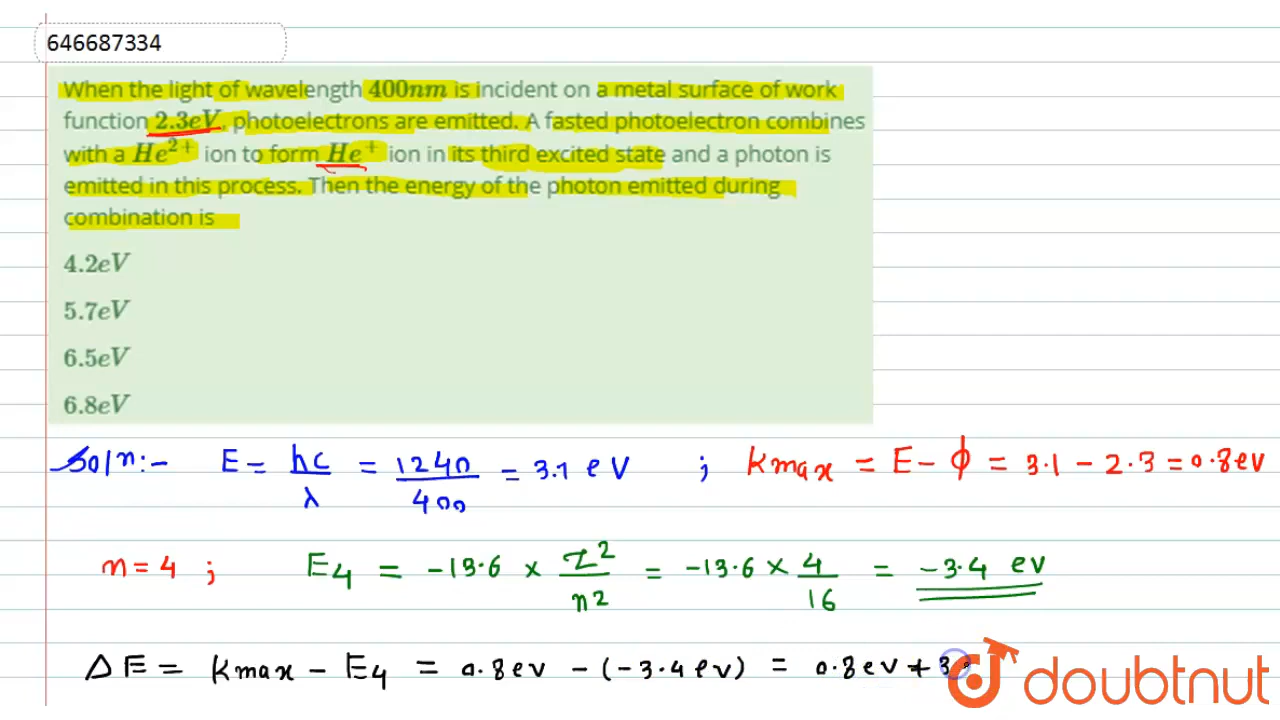 646687334
When the light of wavelength 400nm is incident on a metal surface of work
function 2.3eV, photoelectrons are emitted. A fasted photoelectron combines
with a He²⁺ ion to form He⁺ ion in its third excited state and a photon is
emitted in this process. Then the energy of the photon emitted during
combination is
4.2eV
5.7eV
6.5eV
6.8eV
Soln:- E = hc/λ = 1240/400 = 3.1 eV ; Kmax = E - ϕ = 3.1 - 2.3 = 0.8 eV
n = 4 ; E₄ = -13.6 × Z²/n² = -13.6 × 4/16 = -3.4 eV
ΔE = Kmax - E₄ = 0.8 eV - (-3.4 eV) = 0.8 eV + 3
doubtnut